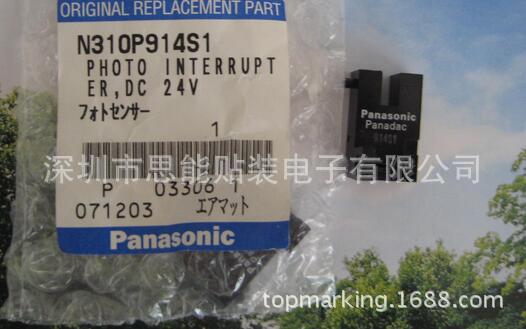 ORIGINAL REPLACEMENT PART
N310P914S1
PHOTO INTERRUPT
ER,DC 24V
フォトセンサー
1
P 03306 1
071203 エアマット
Panasonic
Panasonic
Panadac
914S1
深圳市思能贴装电子有限公司
topmarking.1688.com